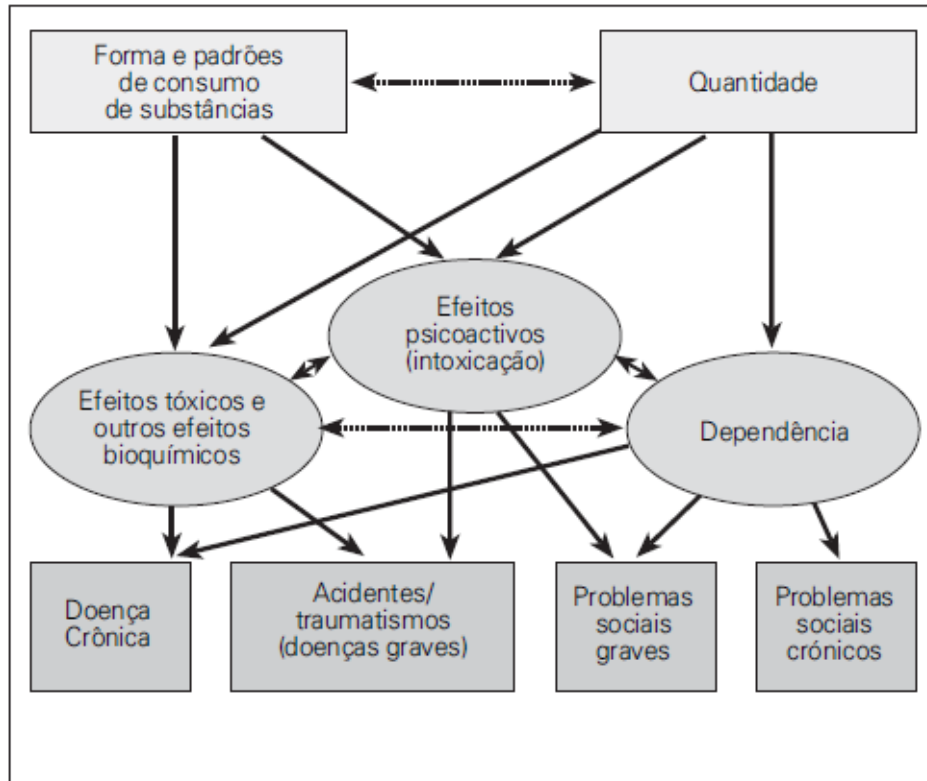 Forma e padrões
de consumo
de substâncias
Quantidade
Efeitos
psicoactivos
(intoxicação)
Efeitos tóxicos e
outros efeitos
bioquímicos
Dependência
Doença
Crônica
Acidentes/
traumatismos
(doenças graves)
Problemas
sociais
graves
Problemas
sociais
crónicos